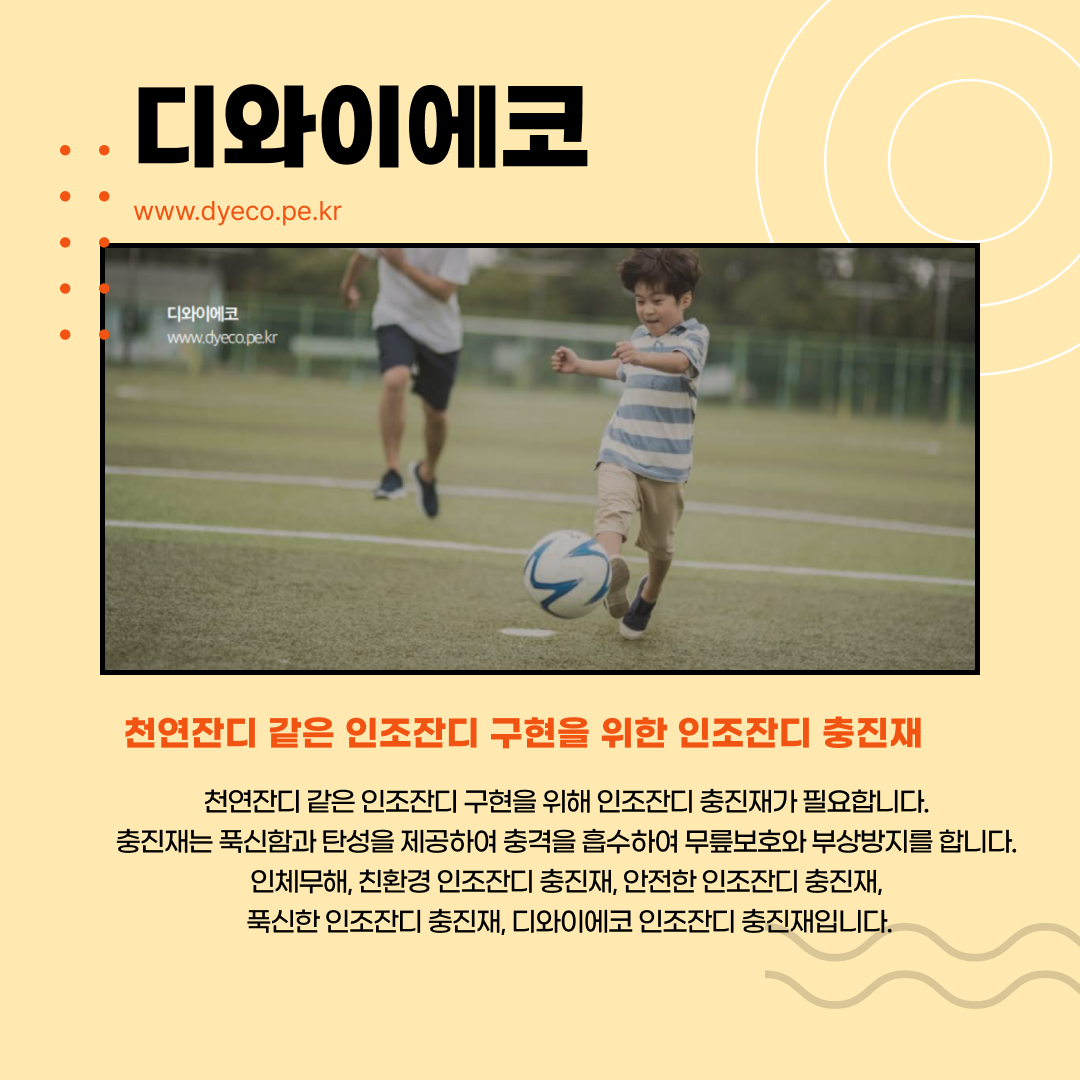 디와이에코
www.dyeco.pe.kr
디와이에코
www.dyeco.pe.kr
천연잔디 같은 인조잔디 구현을 위한 인조잔디 충진재
천연잔디 같은 인조잔디 구현을 위해 인조잔디 충진재가 필요합니다.
충진재는 푹신함과 탄성을 제공하여 충격을 흡수하여 무릎보호와 부상방지를 합니다.
인체무해, 친환경 인조잔디 충진재, 안전한 인조잔디 충진재,
푹신한 인조잔디 충진재, 디와이에코 인조잔디 충진재입니다.